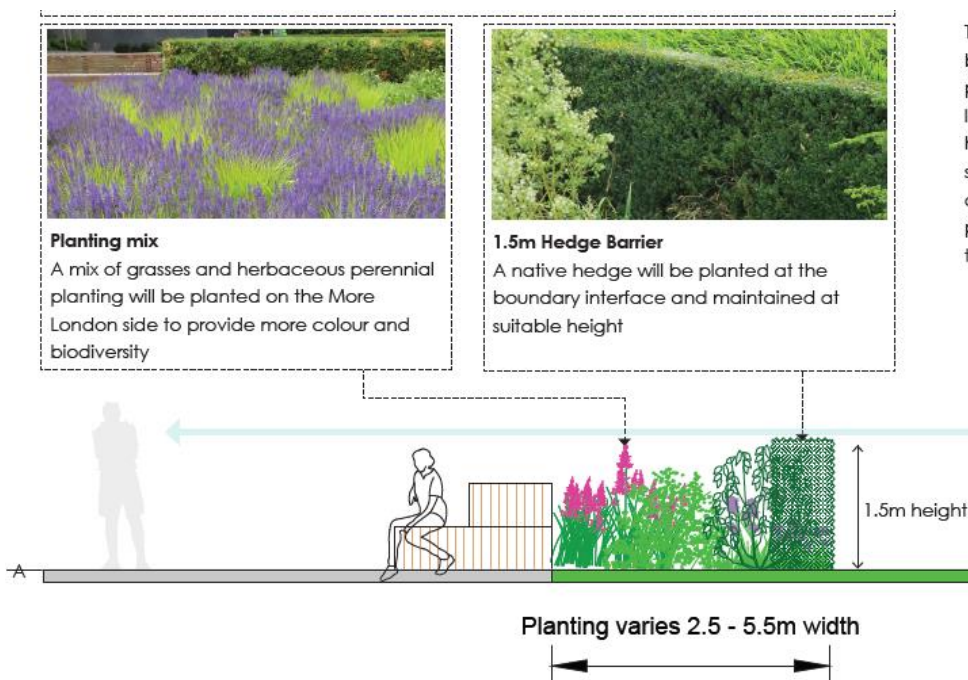 Planting mix
A mix of grasses and herbaceous perennial
planting will be planted on the More
London side to provide more colour and
biodiversity
1.5m Hedge Barrier
A native hedge will be planted at the
boundary interface and maintained at
suitable height
1.5m height
A
Planting varies 2.5 - 5.5m width